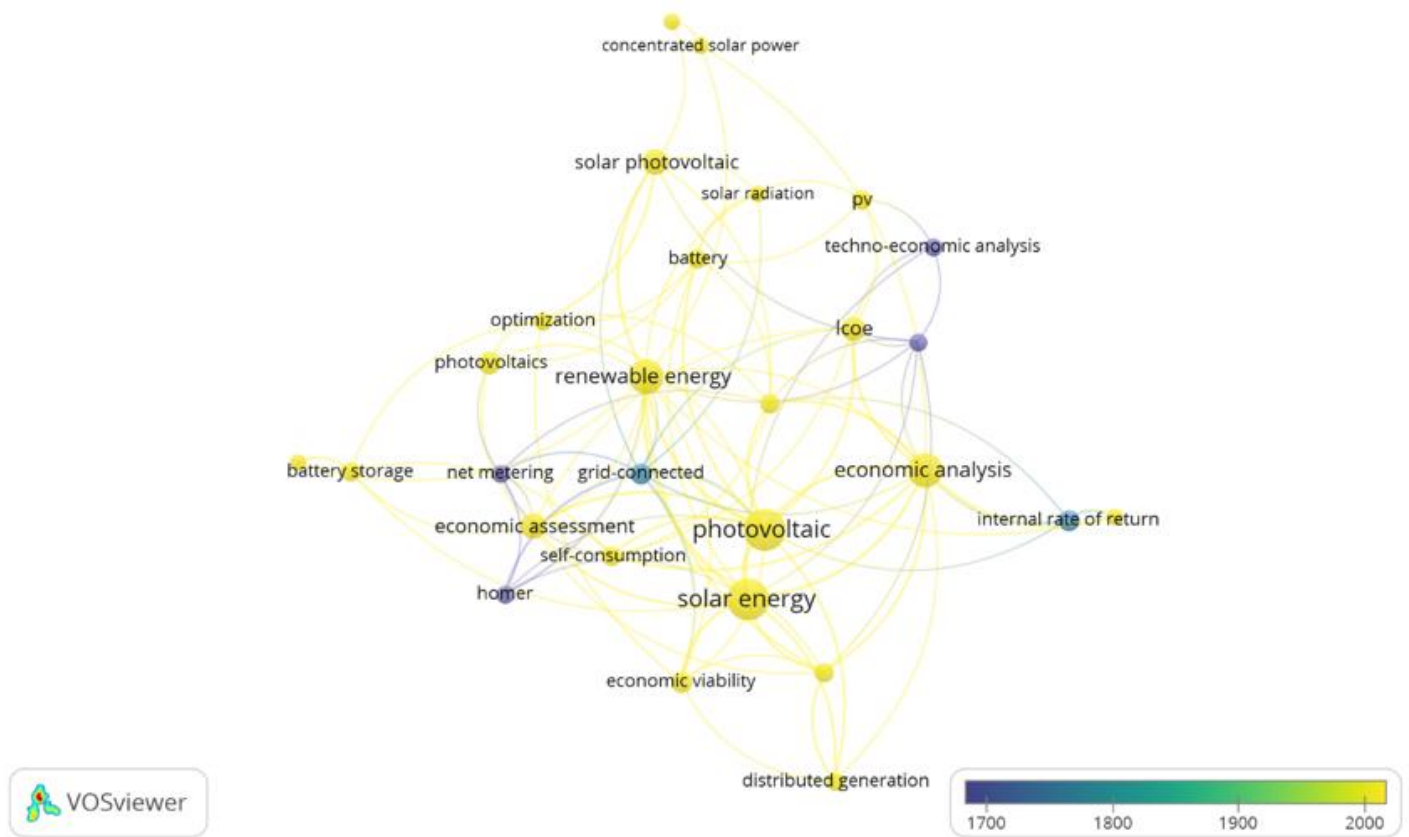 concentrated solar power
solar photovoltaic
solar radiation
pv
techno-economic analysis
battery
optimization
lcoe
photovoltaics
renewable energy
battery storage
net metering
grid-connected
economic analysis
economic assessment
photovoltaic
internal rate of return
self-consumption
homer
solar energy
economic viability
distributed generation
VOSviewer
1700 1800 1900 2000